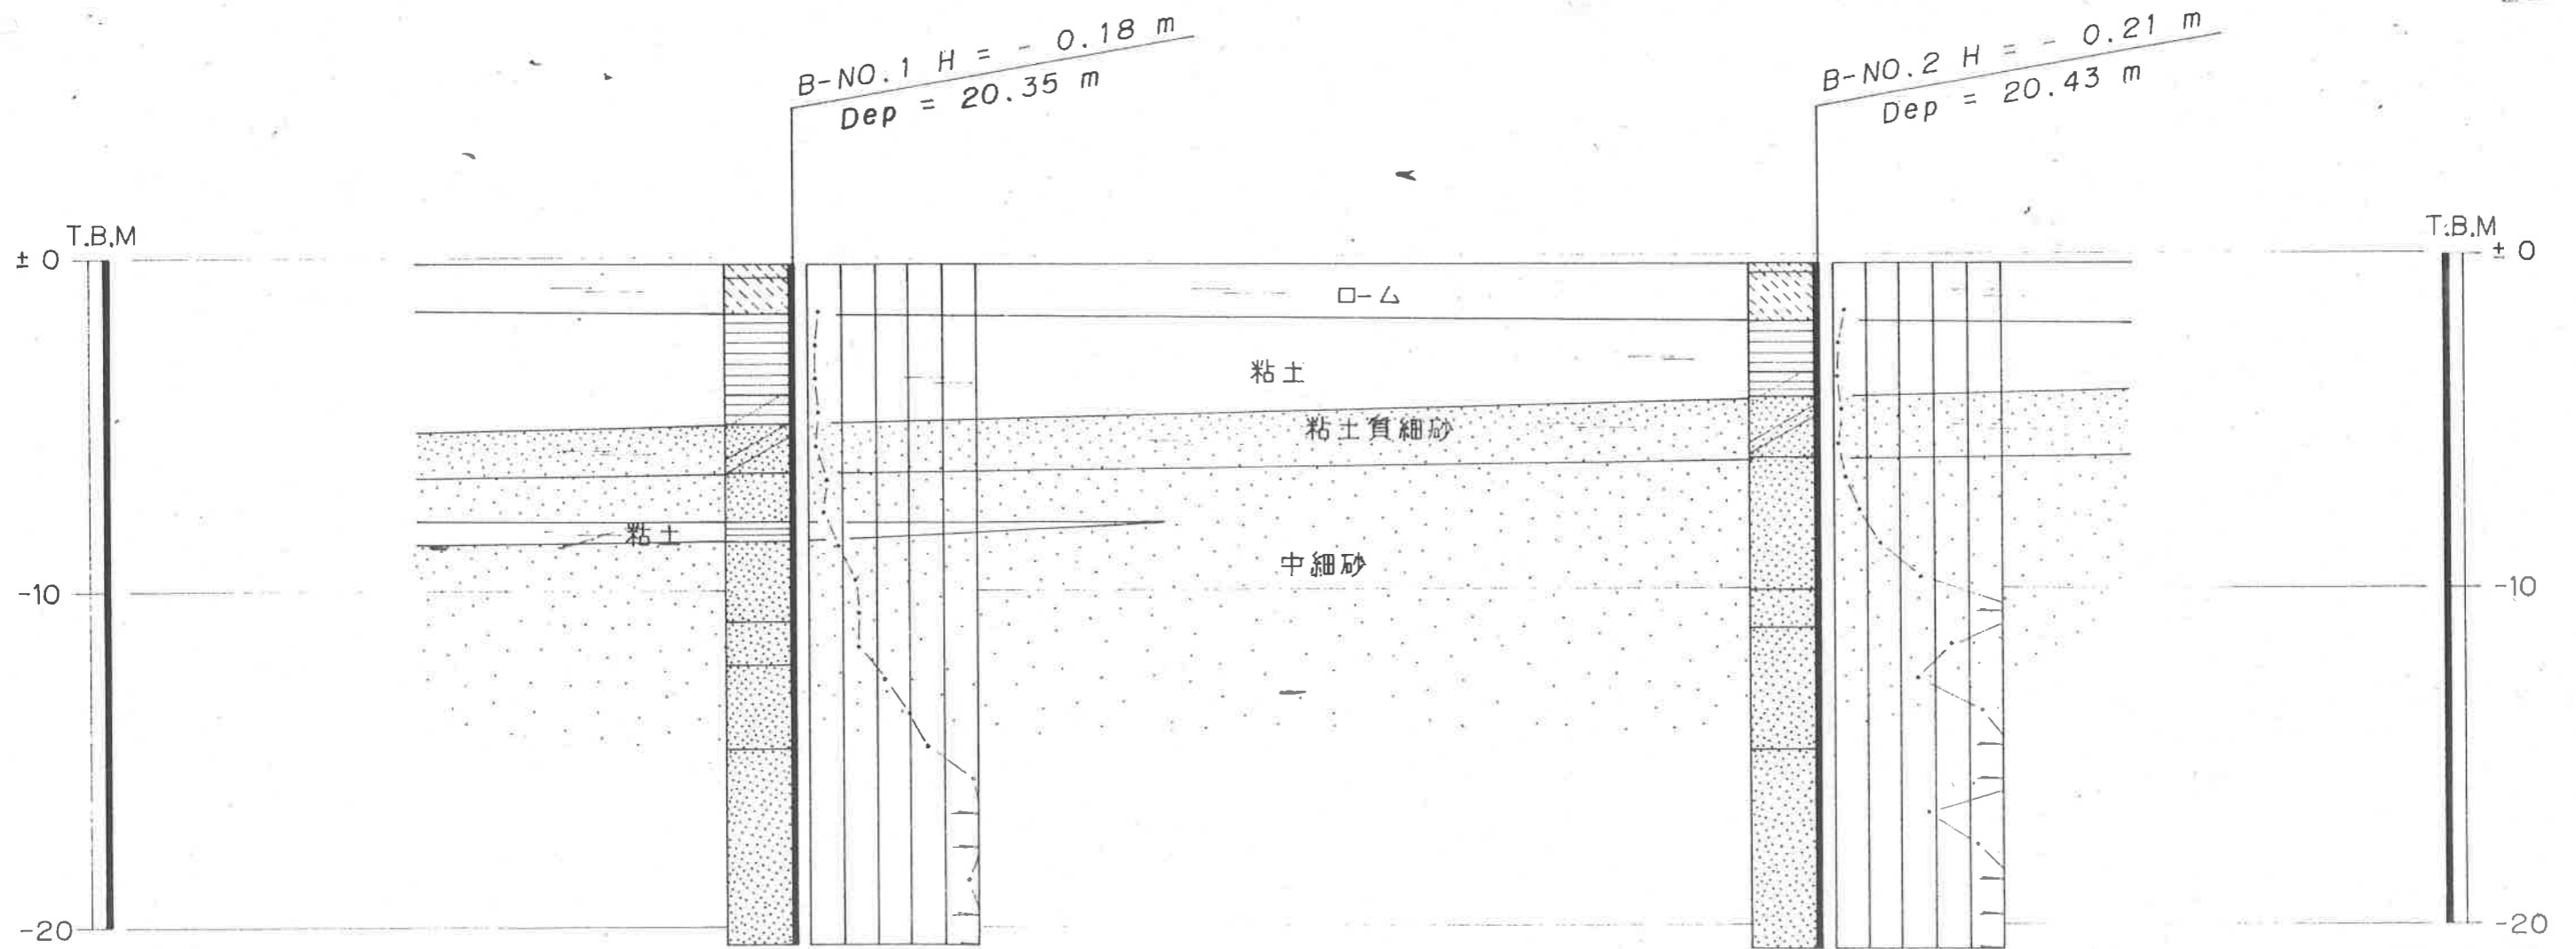 B-NO.1 H = - 0.18 m
Dep = 20.35 m
B-NO.2 H = - 0.21 m
Dep = 20.43 m
T.B.M
± 0
-10
-20
ローム
粘土
粘土質細砂
粘土
中細砂
T.B.M
± 0
-10
-20